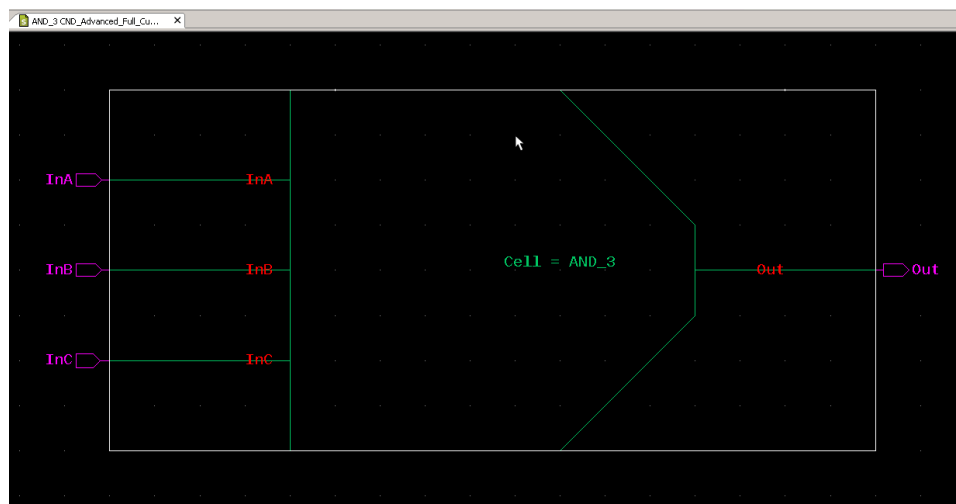 AND_3 CND_Advanced_Full_Cu...
InA InA
InB InB
Cell = AND_3
Out Out
InC InC